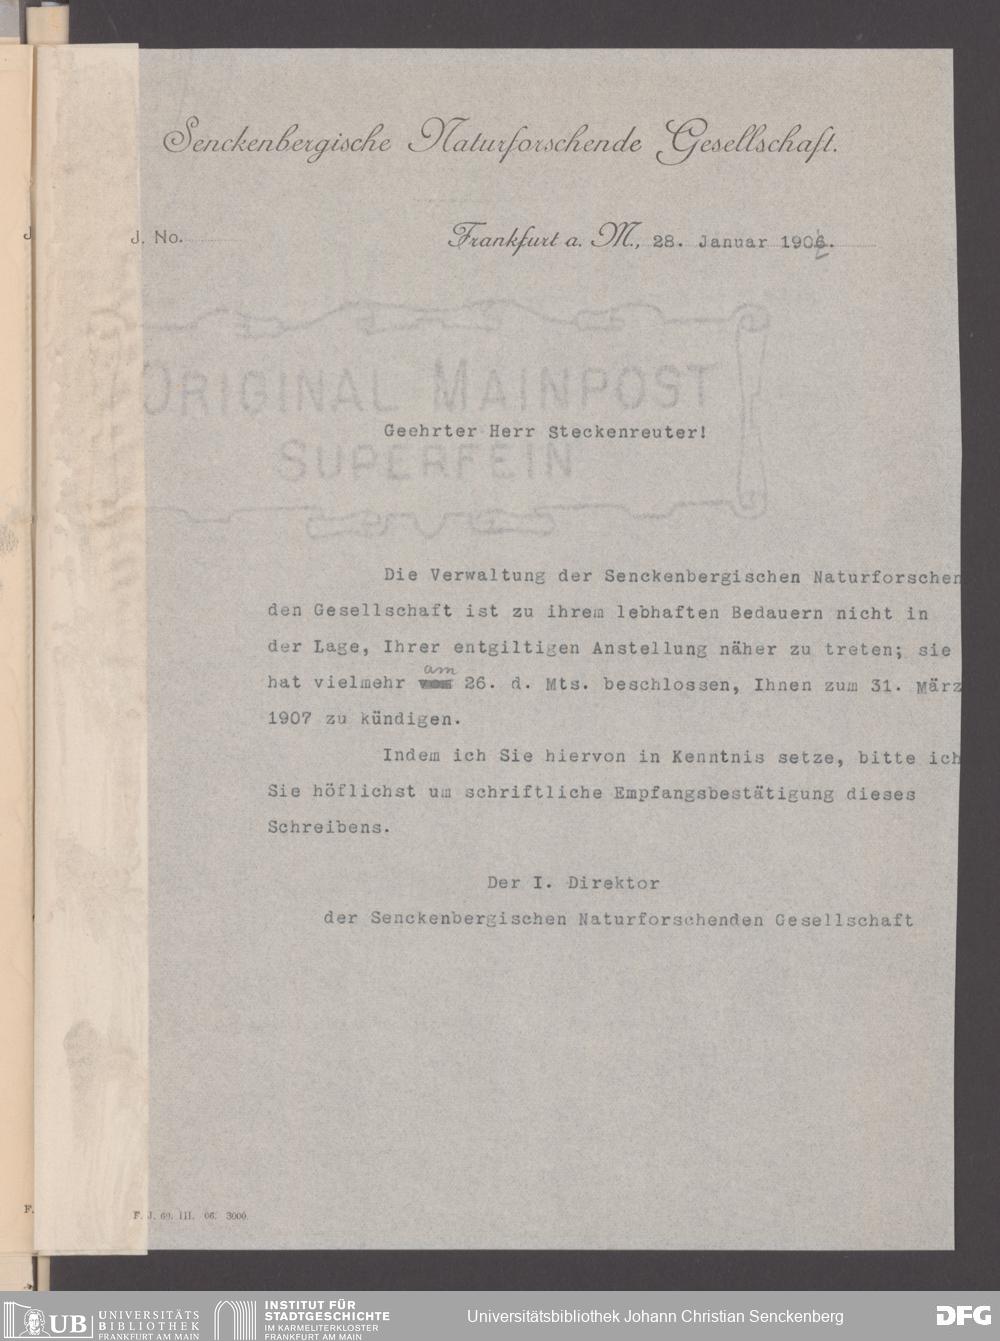 Senckenbergische Naturforschende Gesellschaft.
J. No.
Frankfurt a. M., 28. Januar 190
ORIGINAL MAINPOST
Geehrter Herr Steckenreuter!
SUPERFEIN
Die Verwaltung der Senckenbergischen Naturforschen
den Gesellschaft ist zu ihrem lebhaften Bedauern nicht in
der Lage, Ihrer entgiltigen Anstellung näher zu treten; sie
am
hat vielmehr 26. d. Mts. beschlossen, Ihnen zum 31. März
1907 zu kündigen.
Indem ich Sie hiervon in Kenntnis setze, bitte ich
Sie höflichst um schriftliche Empfangsbestätigung dieses
Schreibens.
Der I. Direktor
der Senckenbergischen Naturforschenden Gesellschaft
F. J. 69. III. 06. 3000.
UB UNIVERSITÄTS
BIBLIOTHEK
FRANKFURT AM MAIN
INSTITUT FÜR
STADTGESCHICHTE
IM KARMELITERKLOSTER
FRANKFURT AM MAIN
Universitätsbibliothek Johann Christian Senckenberg
DFG